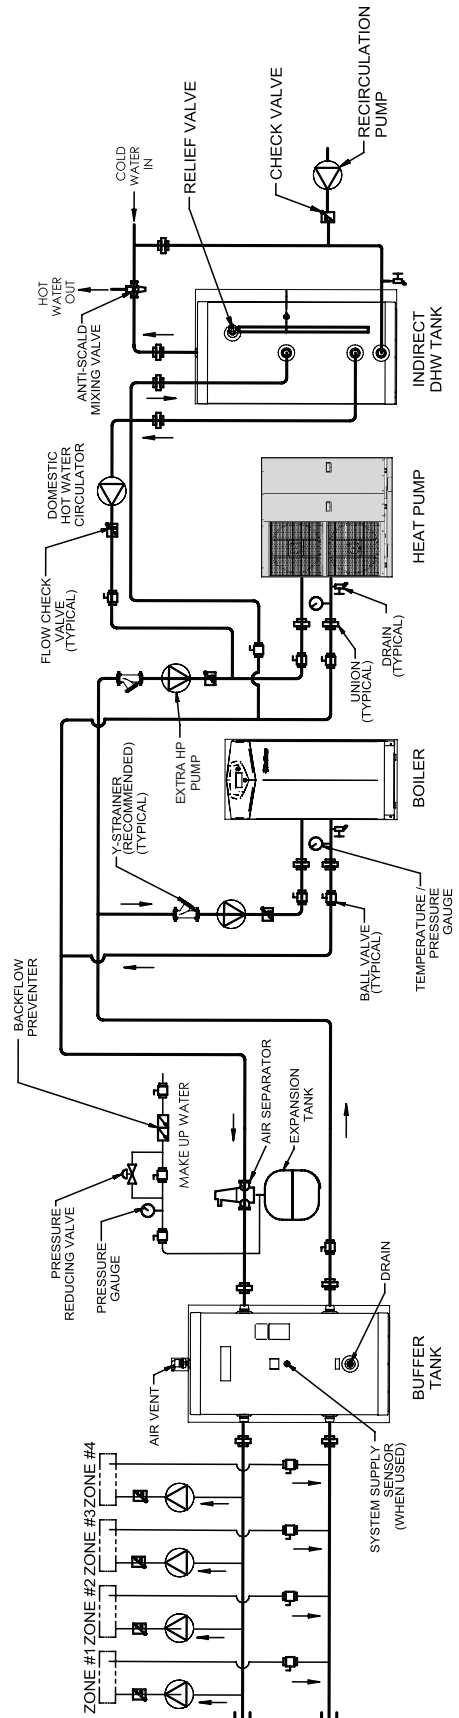 ZONE #1
ZONE #2
ZONE #3
ZONE #4
AIR VENT
BUFFER
TANK
DRAIN
SYSTEM SUPPLY
SENSOR
(WHEN USED)
PRESSURE
REDUCING VALVE
PRESSURE
GAUGE
BACKFLOW
PREVENTER
MAKE UP WATER
AIR SEPARATOR
EXPANSION
TANK
Y-STRAINER
(RECOMMENDED)
(TYPICAL)
BOILER
BALL VALVE
(TYPICAL)
TEMPERATURE /
PRESSURE
GAUGE
EXTRA HP
PUMP
FLOW CHECK
VALVE
(TYPICAL)
DOMESTIC
HOT WATER
CIRCULATOR
HEAT PUMP
UNION
(TYPICAL)
DRAIN
(TYPICAL)
ANTI-SCALD
MIXING VALVE
HOT
WATER
OUT
COLD
WATER
IN
RELIEF VALVE
INDIRECT
DHW TANK
CHECK VALVE
RECIRCULATION
PUMP